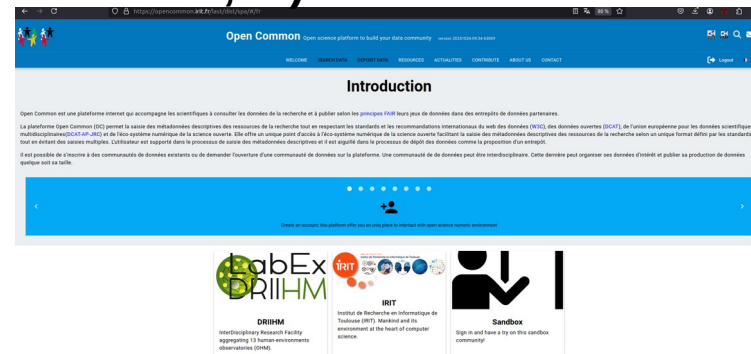 https://opencommon.irit.fr/last/dist/spa/#/fr
80 %
Open Common Open science platform to build your data community
WELCOME SEARCH DATA DEPOSIT DATA RESOURCES ACTUALITIES CONTRIBUTE ABOUT US CONTACT
Logout
Introduction
Open Common est une plateforme internet qui accompagne les scientifiques à consulter les données de la recherche et à publier selon les principes FAIR leurs jeux de données dans des entrepôts de données partenaires.
La plateforme Open Common (OC) permet la saisie des métadonnées descriptives des ressources de la recherche tout en respectant les standards et les recommandations internationaux du web des données (W3C), des données ouvertes (DCAT), de l'union européenne pour les données scientifiques
multidisciplinaires(DCAT-AP-JRC) et de l'éco-système numérique de la science ouverte. Elle offre un unique point d'accès à l'éco-système numérique de la science ouverte facilitant la saisie des métadonnées descriptives des ressources de la recherche selon un unique format défini par les standards
tout en évitant des saisies multiples. L'utilisateur est supporté dans le processus de saisie des métadonnées descriptives et il est aiguillé dans le processus de dépôt des données comme la proposition d'un entrepôt.
Il est possible de s'inscrire à des communautés de données existants ou de demander l'ouverture d'une communauté de données sur la plateforme. Une communauté de de données peut être interdisciplinaire. Cette dernière peut organiser ses données d'intérêt et publier sa production de données
quelque soit sa taille.
Create an account: this platform offer you an uniq place to interract with open science numeric environment
LabEx
DRIIHM
DRIIHM
InterDisciplinary Research Facility
aggregating 13 human-environments
observatories (OHM).
IRIT
IRIT
Institut de Recherche en Informatique de
Toulouse (IRIT). Mankind and its
environment at the heart of computer
science.
Sandbox
Sign in and have a try on this sandbox
community!